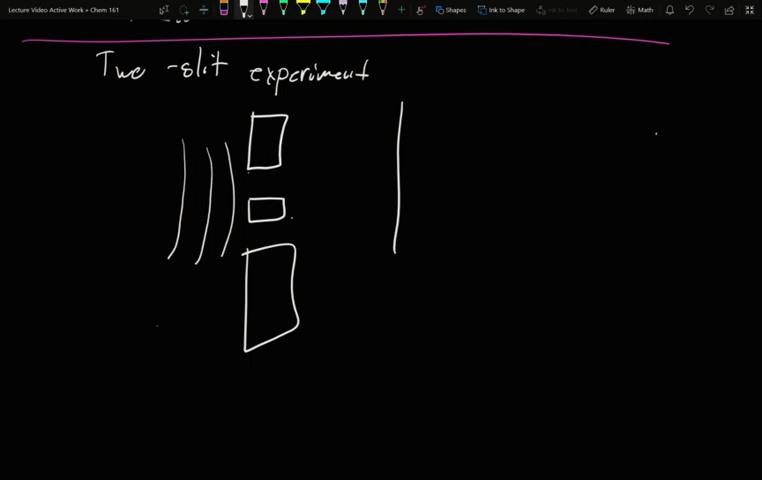 Lecture Video Active Work » Chem 161
Shapes
Ink to Shape
Ink to Text
Ruler
Math
Two-slit experiment